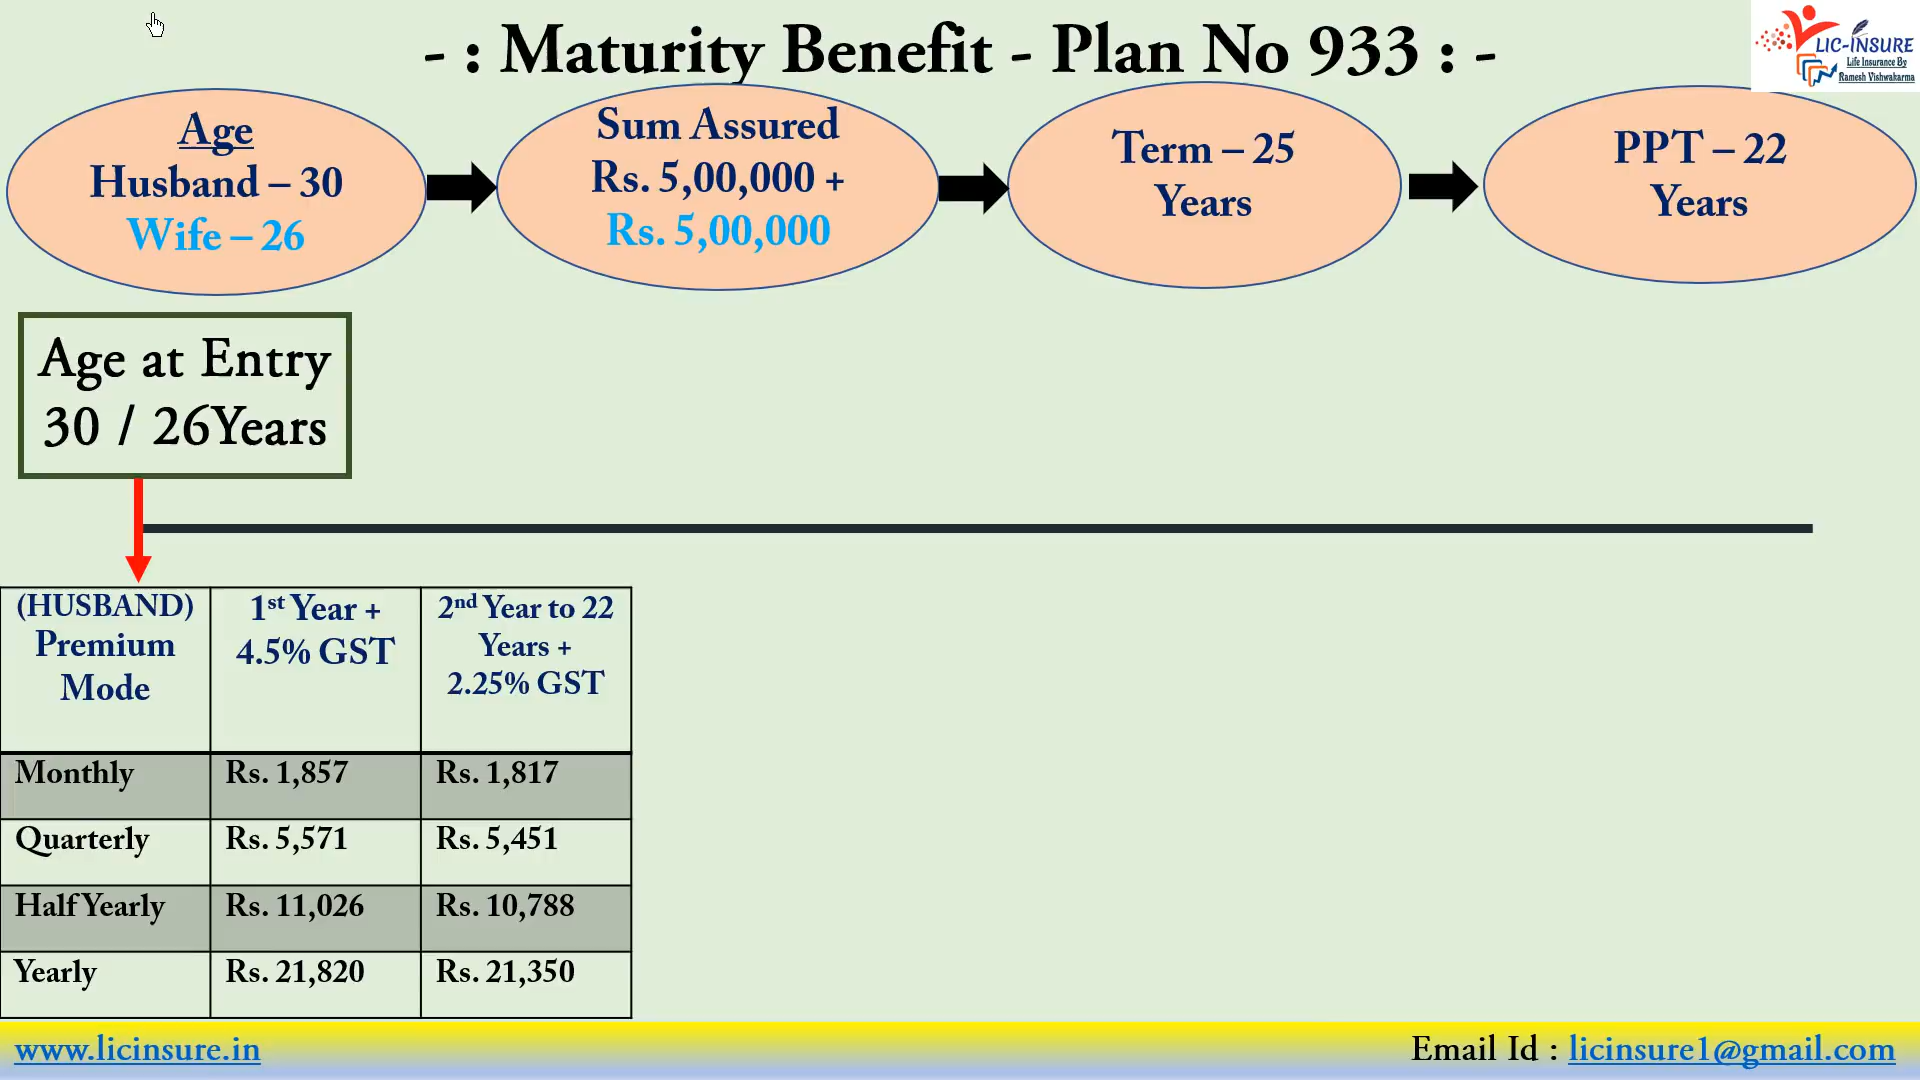 - : Maturity Benefit - Plan No 933 : -
LIC-INSURE
Life Insurance By
Ramesh Vishwakarma
Age
Husband – 30
Wife – 26
Sum Assured
Rs. 5,00,000 +
Rs. 5,00,000
Term – 25
Years
PPT – 22
Years
Age at Entry
30 / 26Years
(HUSBAND)
Premium
Mode
1st Year +
4.5% GST
2nd Year to 22
Years +
2.25% GST
Monthly Rs. 1,857 Rs. 1,817
Quarterly Rs. 5,571 Rs. 5,451
Half Yearly Rs. 11,026 Rs. 10,788
Yearly Rs. 21,820 Rs. 21,350
www.licinsure.in
Email Id : licinsure1@gmail.com